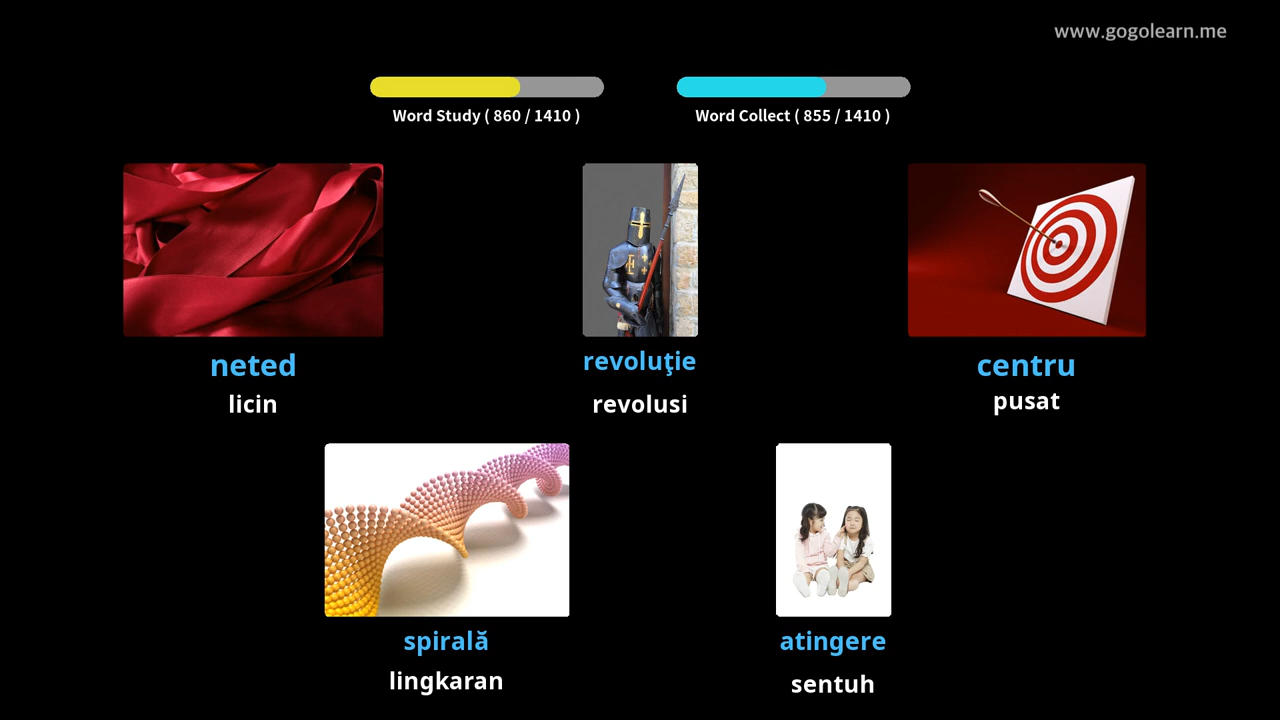 www.gogolearn.me
Word Study ( 860 / 1410 )
Word Collect ( 855 / 1410 )
neted
licin
revoluţie
revolusi
centru
pusat
spirală
lingkaran
atingere
sentuh